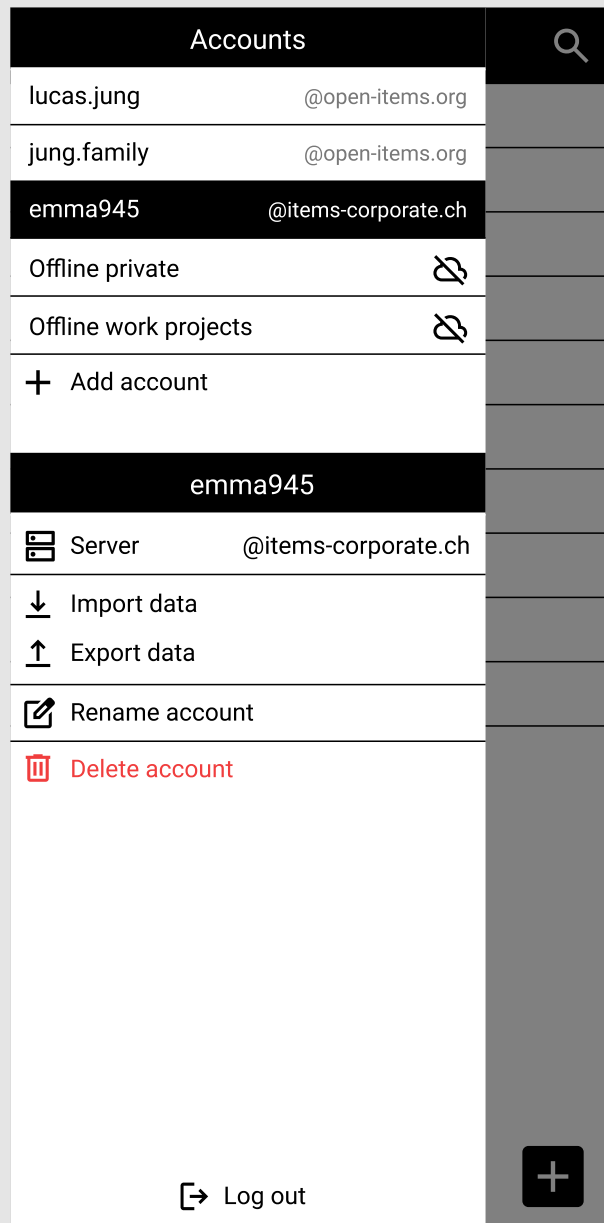 Accounts
lucas.jung @open-items.org
jung.family @open-items.org
emma945 @items-corporate.ch
Offline private
Offline work projects
Add account
emma945
Server @items-corporate.ch
Import data
Export data
Rename account
Delete account
Log out